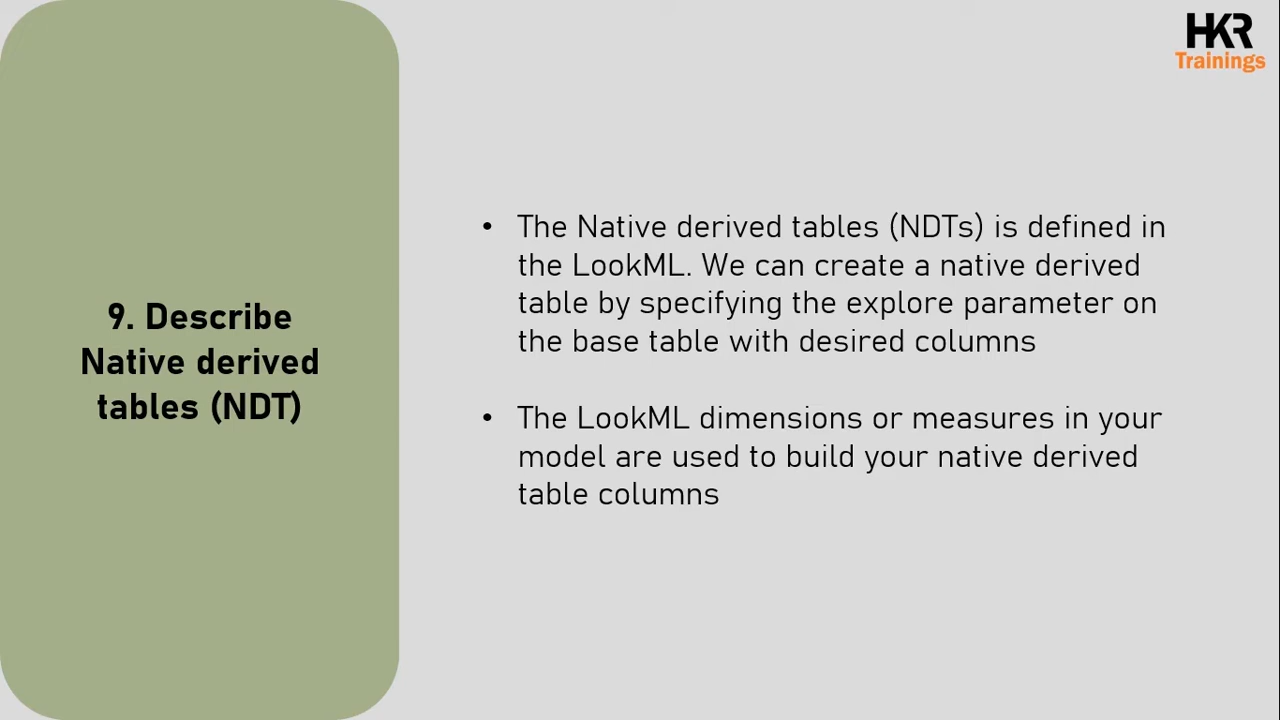 HKR
Trainings
9. Describe
Native derived
tables (NDT)
• The Native derived tables (NDTs) is defined in
the LookML. We can create a native derived
table by specifying the explore parameter on
the base table with desired columns
• The LookML dimensions or measures in your
model are used to build your native derived
table columns